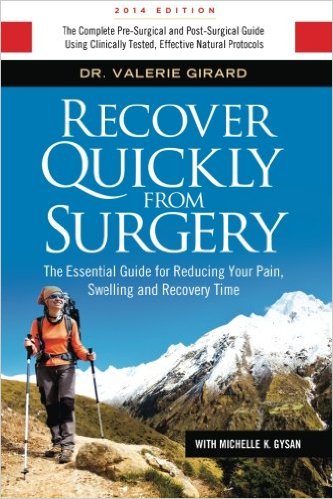 2014 EDITION
The Complete Pre-Surgical and Post-Surgical Guide
Using Clinically Tested, Effective Natural Protocols
DR. VALERIE GIRARD
RECOVER
QUICKLY
FROM
SURGERY
The Essential Guide for Reducing Your Pain,
Swelling and Recovery Time
WITH MICHELLE K. GYSAN